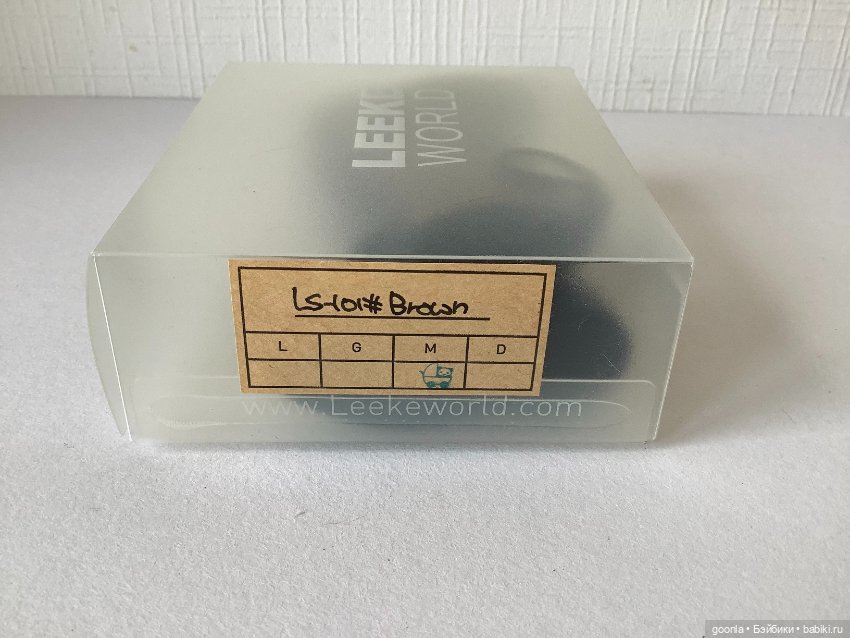 LEEKE
WORLD
LS-101# Brown
L G M D
www.Leekeworld.com
goonla • Бэйбики • babiki.ru